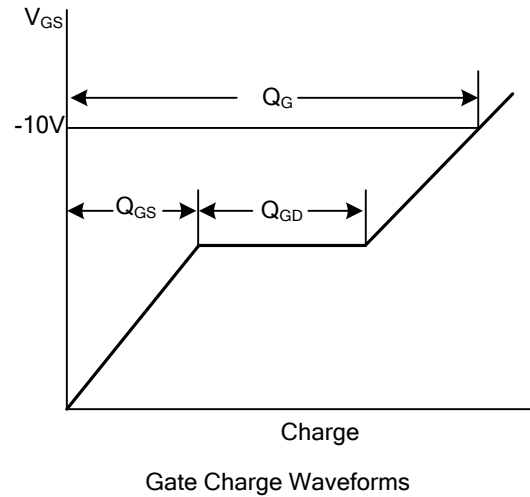 VGS
QG
-10V
QGS
QGD
Charge
Gate Charge Waveforms